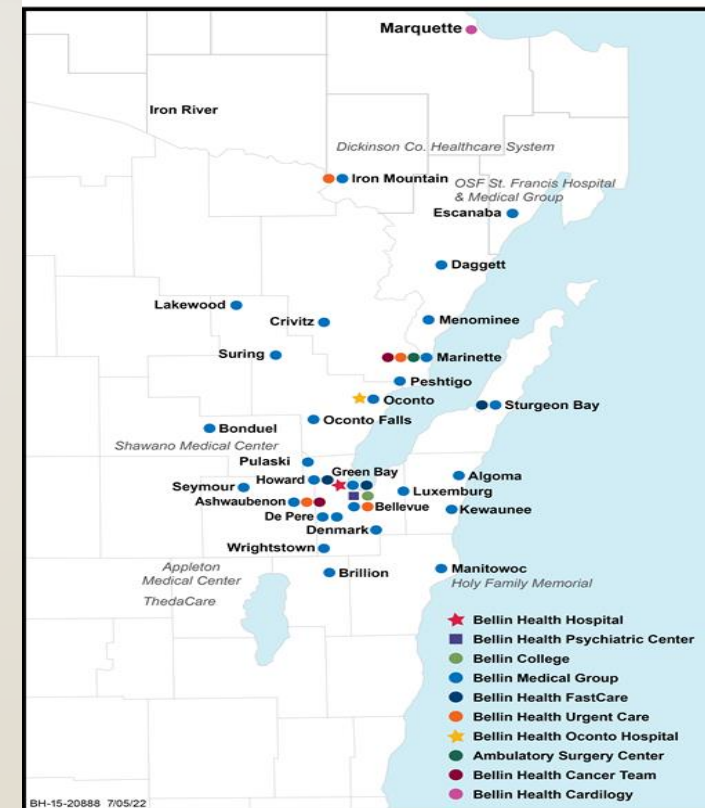 Marquette
Iron River
Dickinson Co. Healthcare System
Iron Mountain
OSF St. Francis Hospital
& Medical Group
Escanaba
Daggett
Lakewood
Crivitz
Menominee
Suring
Marinette
Peshtigo
Oconto
Sturgeon Bay
Oconto Falls
Bonduel
Shawano Medical Center
Pulaski
Green Bay
Howard
Algoma
Seymour
Luxemburg
Ashwaubenon
Bellevue
Kewaunee
De Pere
Denmark
Wrightstown
Appleton
Medical Center
Brillion
Manitowoc
Holy Family Memorial
ThedaCare
Bellin Health Hospital
Bellin Health Psychiatric Center
Bellin College
Bellin Medical Group
Bellin Health FastCare
Bellin Health Urgent Care
Bellin Health Oconto Hospital
Ambulatory Surgery Center
Bellin Health Cancer Team
Bellin Health Cardilogy
BH-15-20888 7/05/22